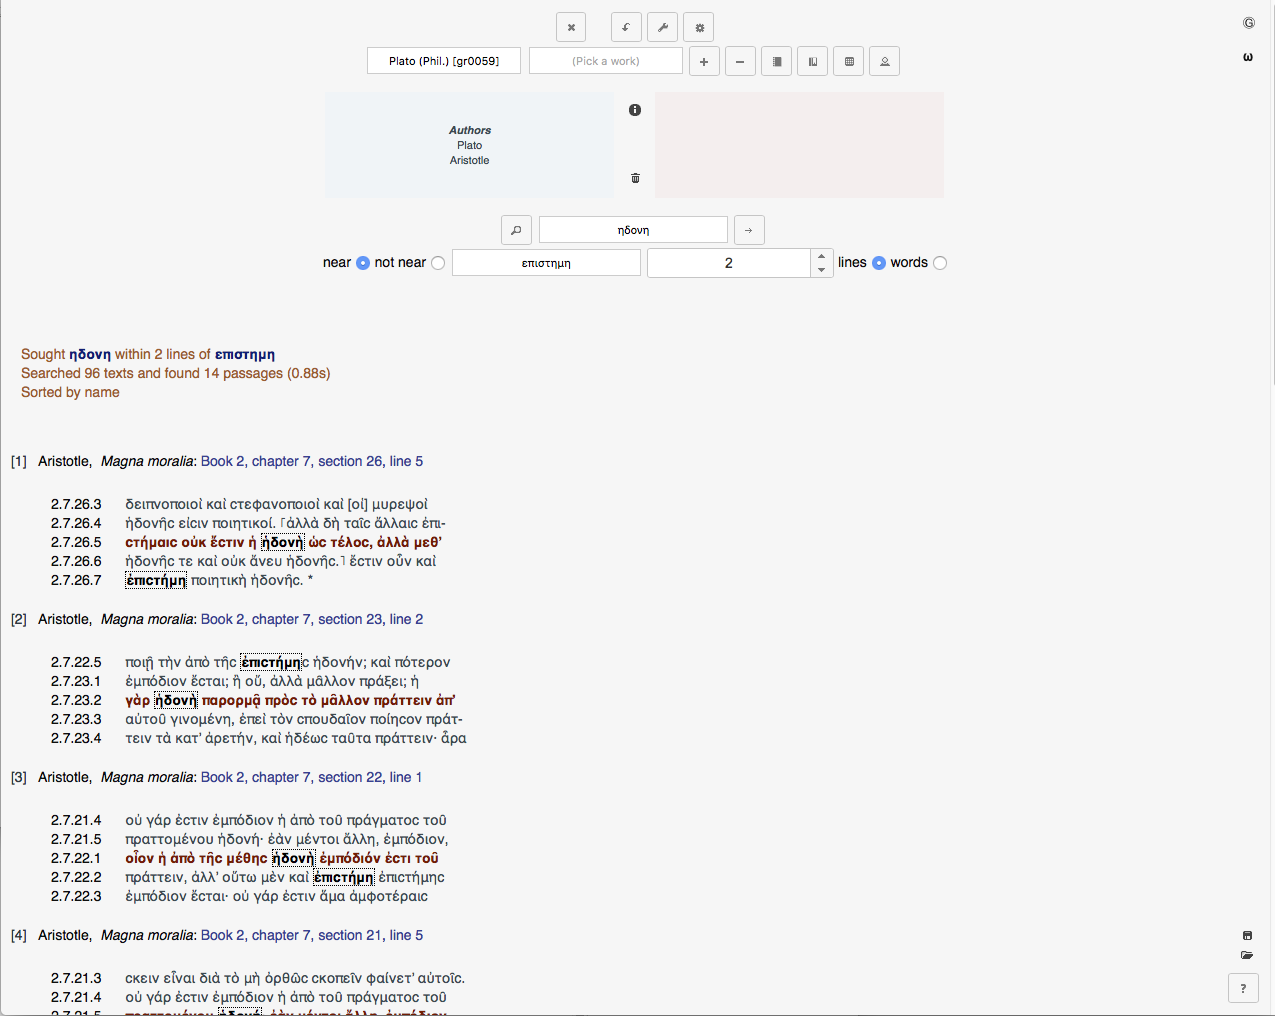 G
ω
Plato (Phil.) [gr0059]
(Pick a work)
Authors
Plato
Aristotle
ηδονη
near not near επιστημη 2 lines words
Sought ηδονη within 2 lines of επιστημη
Searched 96 texts and found 14 passages (0.88s)
Sorted by name
[1] Aristotle, Magna moralia: Book 2, chapter 7, section 26, line 5
2.7.26.3 δειπνοποιοὶ καὶ ϲτεφανοποιοὶ καὶ [οἱ] μυρεψοὶ
2.7.26.4 ἡδονῆϲ εἰϲιν ποιητικοί. ⸢ἀλλὰ δὴ ταῖϲ ἄλλαιϲ ἐπι-
2.7.26.5 ϲτήμαιϲ οὐκ ἔϲτιν ἡ ἡδονὴ ὡϲ τέλοϲ, ἀλλὰ μεθ’
2.7.26.6 ἡδονῆϲ τε καὶ οὐκ ἄνευ ἡδονῆϲ.⸣ ἔϲτιν οὖν καὶ
2.7.26.7 ἐπιϲτήμη ποιητικὴ ἡδονῆϲ. *
[2] Aristotle, Magna moralia: Book 2, chapter 7, section 23, line 2
2.7.22.5 ποιῇ τὴν ἀπὸ τῆϲ ἐπιϲτήμηϲ ἡδονήν; καὶ πότερον
2.7.23.1 ἐμπόδιον ἔϲται; ἢ οὔ, ἀλλὰ μᾶλλον πράξει; ἡ
2.7.23.2 γὰρ ἡδονὴ παρορμᾷ πρὸϲ τὸ μᾶλλον πράττειν ἀπ’
2.7.23.3 αὐτοῦ γινομένη, ἐπεὶ τὸν ϲπουδαῖον ποίηϲον πράτ-
2.7.23.4 τειν τὰ κατ’ ἀρετήν, καὶ ἡδέωϲ ταῦτα πράττειν· ἆρα
[3] Aristotle, Magna moralia: Book 2, chapter 7, section 22, line 1
2.7.21.4 οὐ γάρ ἐϲτιν ἐμπόδιον ἡ ἀπὸ τοῦ πράγματοϲ τοῦ
2.7.21.5 πραττομένου ἡδονή· ἐὰν μέντοι ἄλλη, ἐμπόδιον,
2.7.22.1 οἷον ἡ ἀπὸ τῆϲ μέθηϲ ἡδονὴ ἐμπόδιόν ἐϲτι τοῦ
2.7.22.2 πράττειν, ἀλλ’ οὕτω μὲν καὶ ἐπιϲτήμη ἐπιϲτήμηϲ
2.7.22.3 ἐμπόδιον ἔϲται· οὐ γάρ ἐϲτιν ἅμα ἀμφοτέραιϲ
[4] Aristotle, Magna moralia: Book 2, chapter 7, section 21, line 5
2.7.21.3 ϲκειν εἶναι διὰ τὸ μὴ ὀρθῶϲ ϲκοπεῖν φαίνετ’ αὐτοῖϲ.
2.7.21.4 οὐ γάρ ἐϲτιν ἐμπόδιον ἡ ἀπὸ τοῦ πράγματοϲ τοῦ
2.7.21.5 πραττομένου ἡδονή· ἐὰν μέντοι ἄλλη, ἐμπόδιον,
?